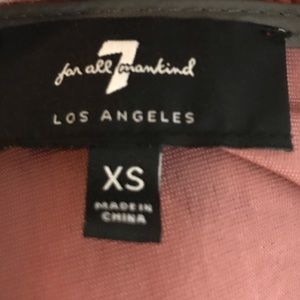 7
for all mankind
LOS ANGELES
XS
MADE IN
CHINA